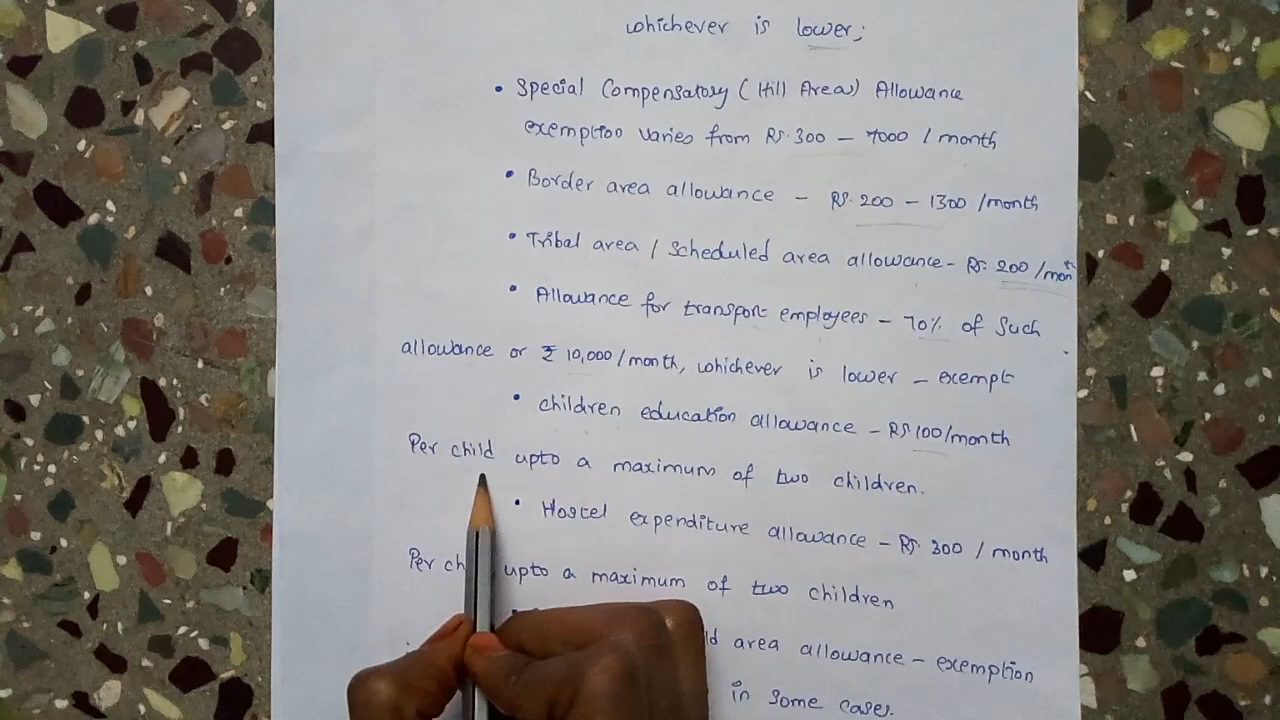 whichever is lower;
• Special Compensatory (Hill Area) Allowance
exemption varies from Rs. 300 – 7000 / month
• Border area allowance – Rs. 200 – 1300 /month
• Tribal area / Scheduled area allowance – Rs. 200 /month
• Allowance for transport employees – 70% of Such
allowance or ₹ 10,000/month, whichever is lower – exempt
• children education allowance – Rs 100/month
Per child upto a maximum of two children.
• Hostel expenditure allowance – Rs. 300 / month
Per ch upto a maximum of two children
ld area allowance – exemption
in some cases.